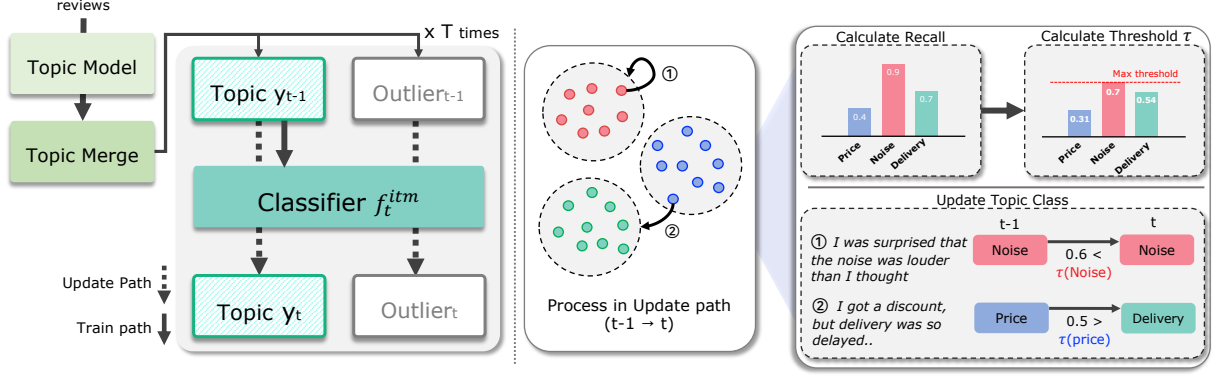 reviews
Topic Model
Topic Merge
x T times
Topic yt-1
Outliert-1
Classifier f_t^itm
Topic yt
Outliert
Update Path
Train path
①
②
Process in Update path
(t-1 → t)
Calculate Recall
0.4
0.9
0.7
Price
Noise
Delivery
Calculate Threshold τ
Max threshold
0.31
0.7
0.54
Price
Noise
Delivery
Update Topic Class
t-1
t
① I was surprised that
the noise was louder
than I thought
Noise
0.6 <
τ(Noise)
Noise
② I got a discount,
but delivery was so
delayed..
Price
0.5 >
τ(price)
Delivery